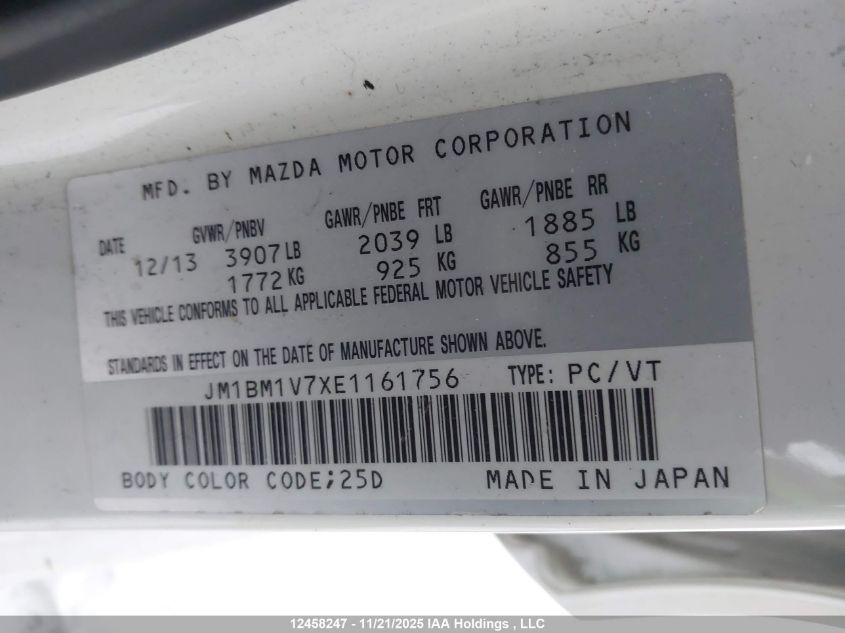 MFD. BY MAZDA MOTOR CORPORATION
DATE GVWR/PNBV GAWR/PNBE FRT GAWR/PNBE RR
12/13 3907 LB 2039 LB 1885 LB
1772 KG 925 KG 855 KG
THIS VEHICLE CONFORMS TO ALL APPLICABLE FEDERAL MOTOR VEHICLE SAFETY
STANDARDS IN EFFECT ON THE DATE OF MANUFACTURE SHOWN ABOVE.
JM1BM1V7XE1161756 TYPE: PC/VT
BODY COLOR CODE;25D MADE IN JAPAN
12458247 - 11/21/2025 IAA Holdings , LLC